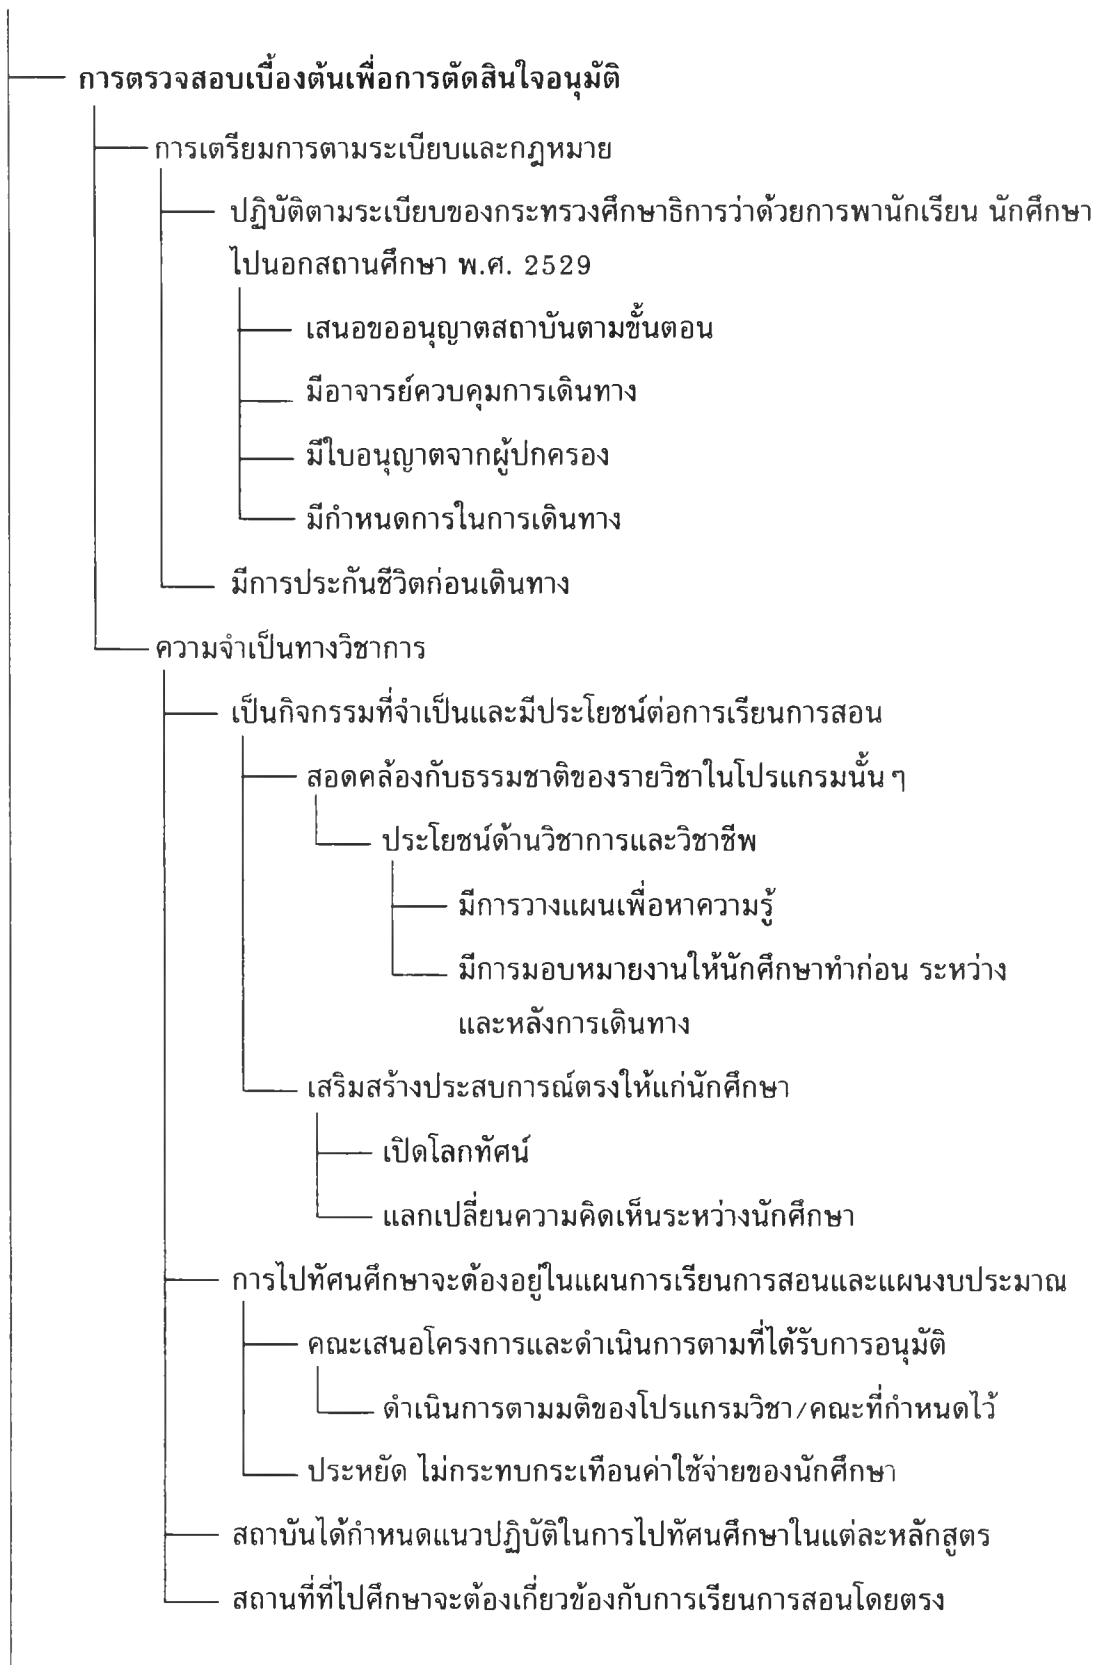 การตรวจสอบเบื้องต้นเพื่อการตัดสินใจอนุมัติ
การเตรียมการตามระเบียบและกฎหมาย
ปฏิบัติตามระเบียบของกระทรวงศึกษาธิการว่าด้วยการพานักเรียน นักศึกษา
ไปนอกสถานศึกษา พ.ศ. 2529
เสนอขออนุญาตสถาบันตามขั้นตอน
มีอาจารย์ควบคุมการเดินทาง
มีใบอนุญาตจากผู้ปกครอง
มีกำหนดการในการเดินทาง
มีการประกันชีวิตก่อนเดินทาง
ความจำเป็นทางวิชาการ
เป็นกิจกรรมที่จำเป็นและมีประโยชน์ต่อการเรียนการสอน
สอดคล้องกับธรรมชาติของรายวิชาในโปรแกรมนั้น ๆ
ประโยชน์ด้านวิชาการและวิชาชีพ
มีการวางแผนเพื่อหาความรู้
มีการมอบหมายงานให้นักศึกษาทำก่อน ระหว่าง
และหลังการเดินทาง
เสริมสร้างประสบการณ์ตรงให้แก่นักศึกษา
เปิดโลกทัศน์
แลกเปลี่ยนความคิดเห็นระหว่างนักศึกษา
การไปทัศนศึกษาจะต้องอยู่ในแผนการเรียนการสอนและแผนงบประมาณ
คณะเสนอโครงการและดำเนินการตามที่ได้รับการอนุมัติ
ดำเนินการตามมติของโปรแกรมวิชา/คณะที่กำหนดไว้
ประหยัด ไม่กระทบกระเทือนค่าใช้จ่ายของนักศึกษา
สถาบันได้กำหนดแนวปฏิบัติในการไปทัศนศึกษาในแต่ละหลักสูตร
สถานที่ที่ไปศึกษาจะต้องเกี่ยวข้องกับการเรียนการสอนโดยตรง